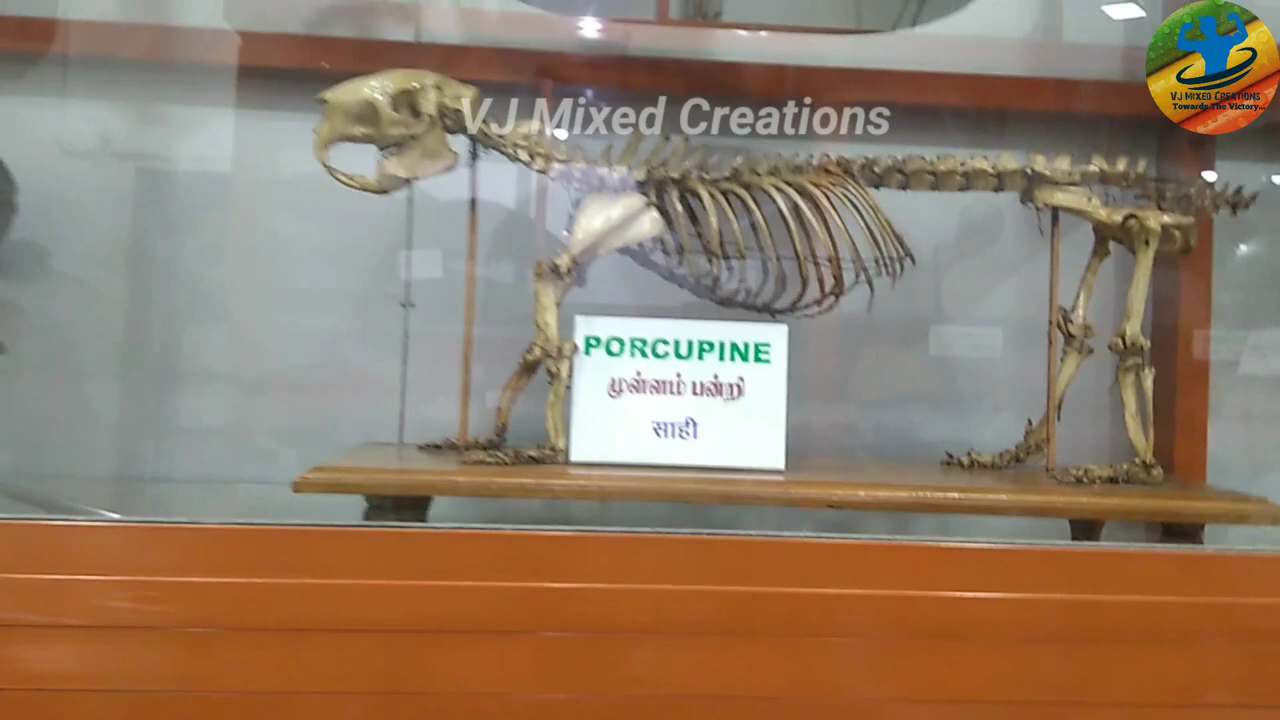 VJ MIXED CREATIONS
Towards The Victory...
VJ Mixed Creations
PORCUPINE
முள்ளம் பன்றி
साही